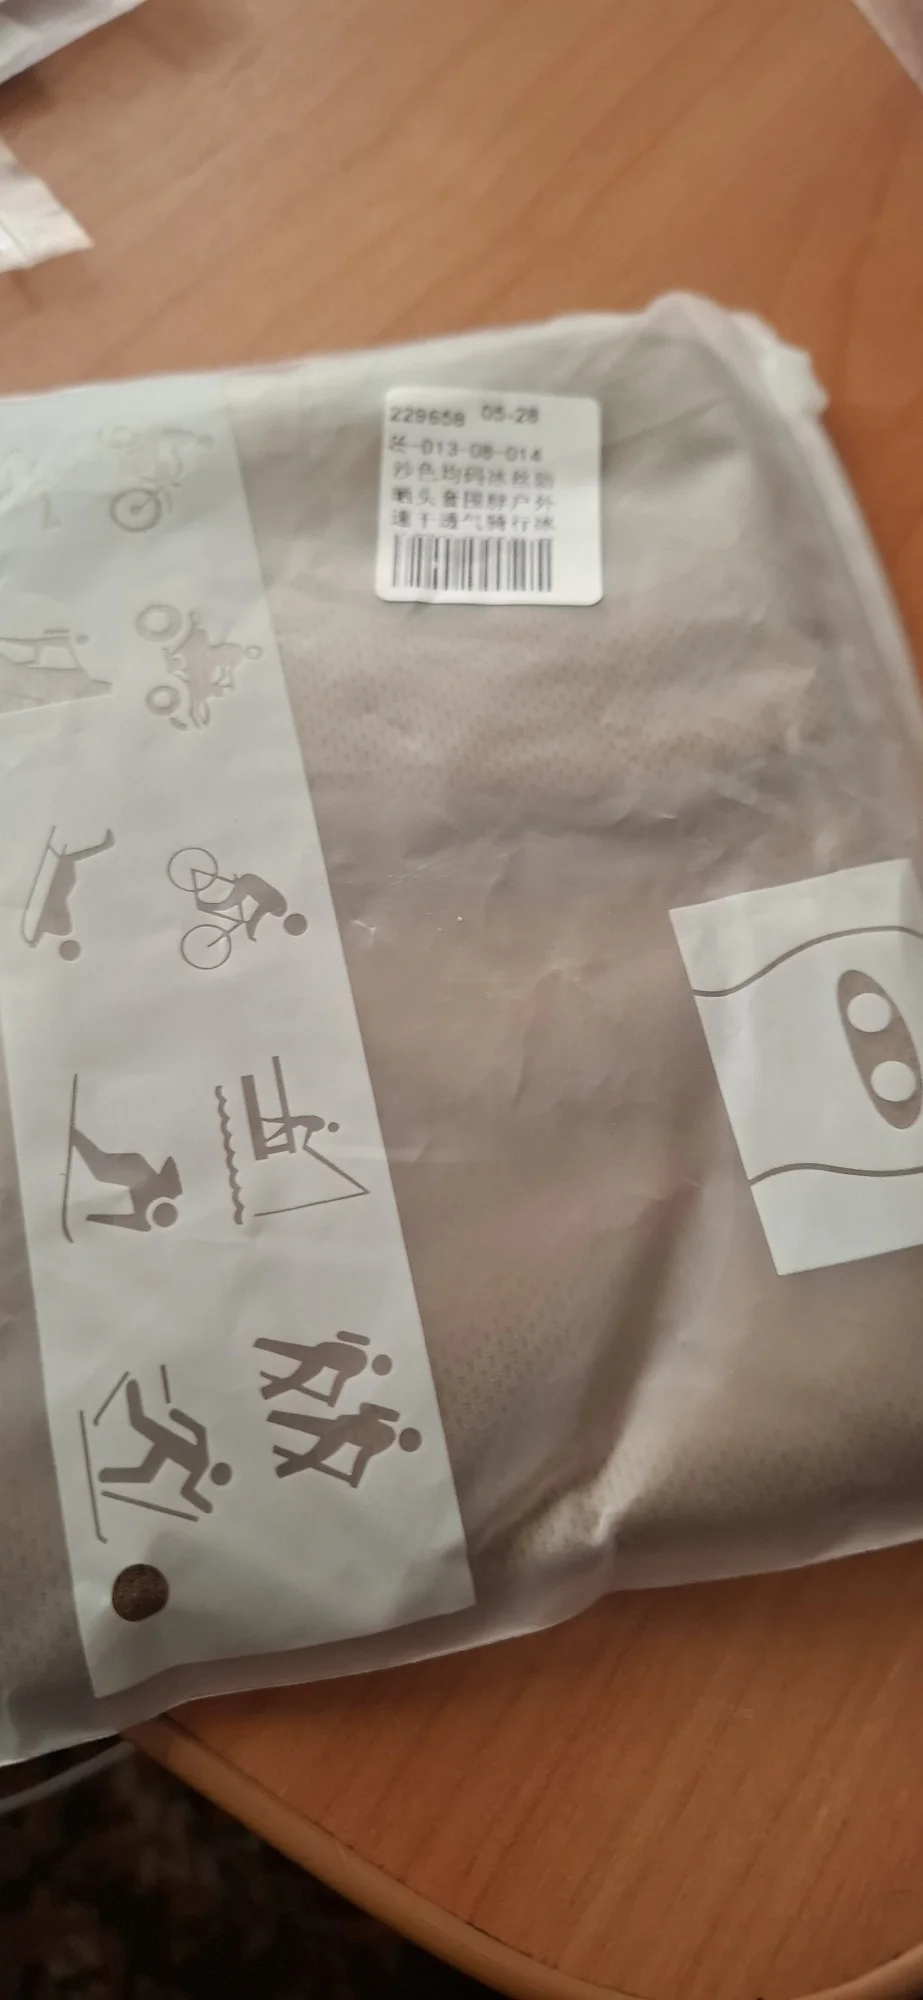 229658 05-28
-013-08-014
沙色均码冰丝防
晒头套围脖户外
速干透气骑行冰